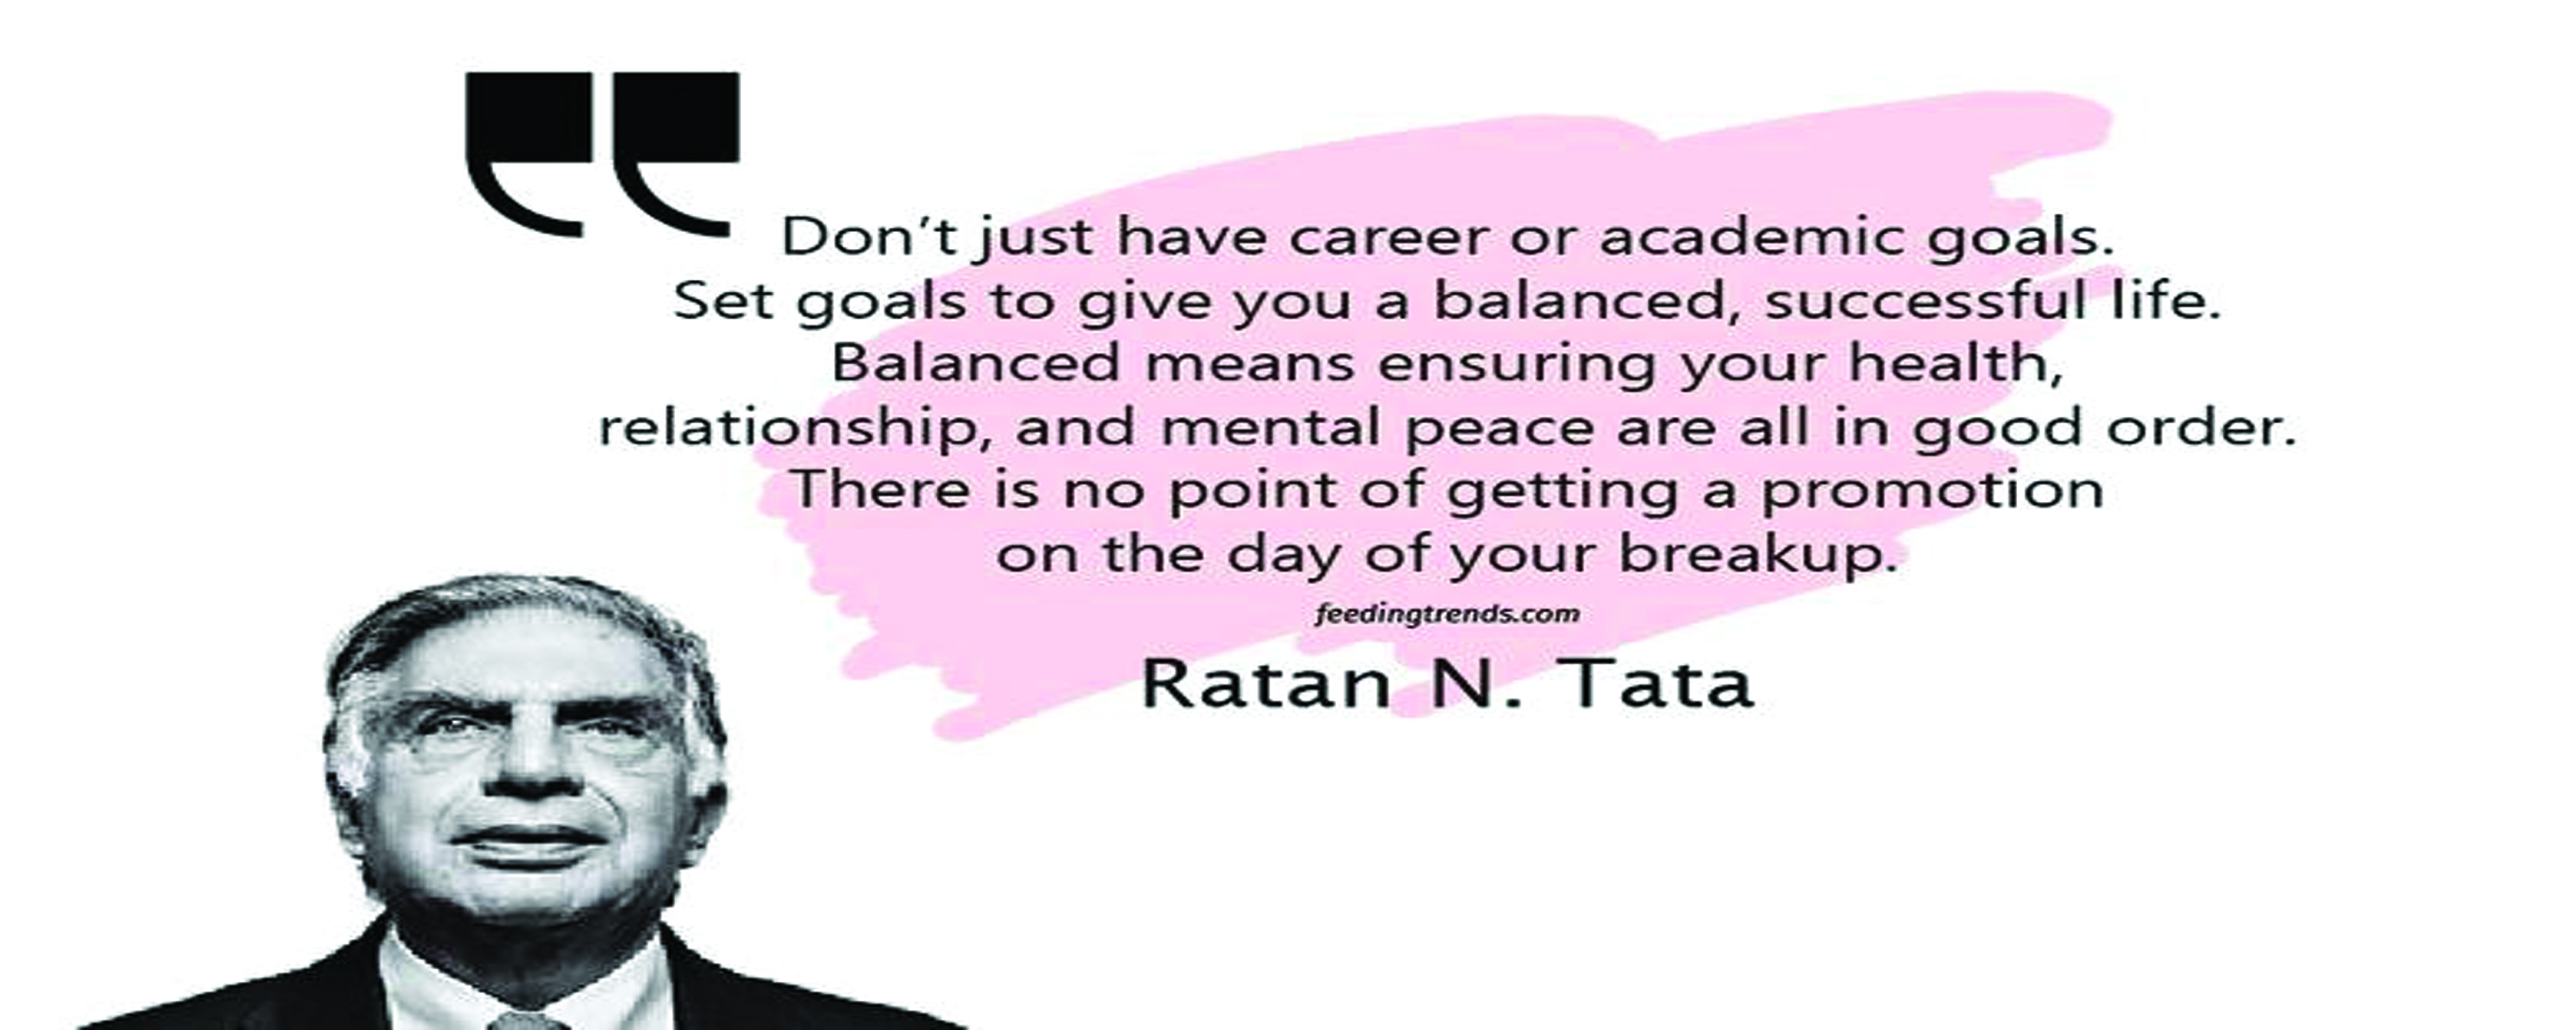 Don’t just have career or academic goals.
Set goals to give you a balanced, successful life.
Balanced means ensuring your health,
relationship, and mental peace are all in good order.
There is no point of getting a promotion
on the day of your breakup.
feedingtrends.com
Ratan N. Tata